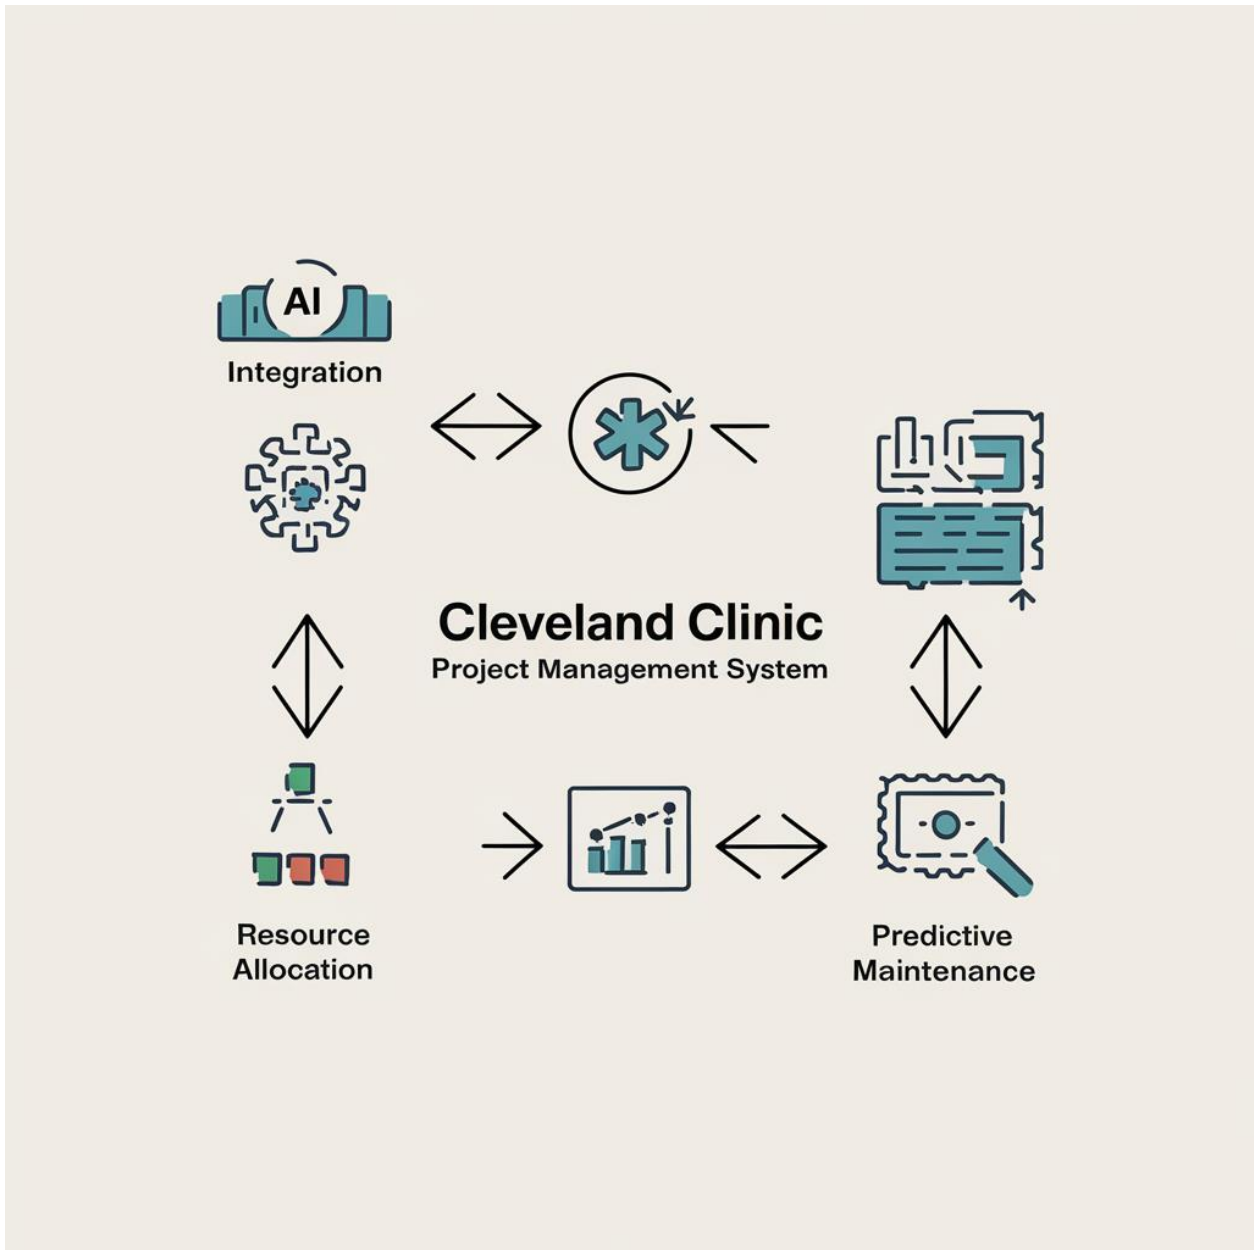 AI
Integration
Cleveland Clinic
Project Management System
Resource
Allocation
Predictive
Maintenance